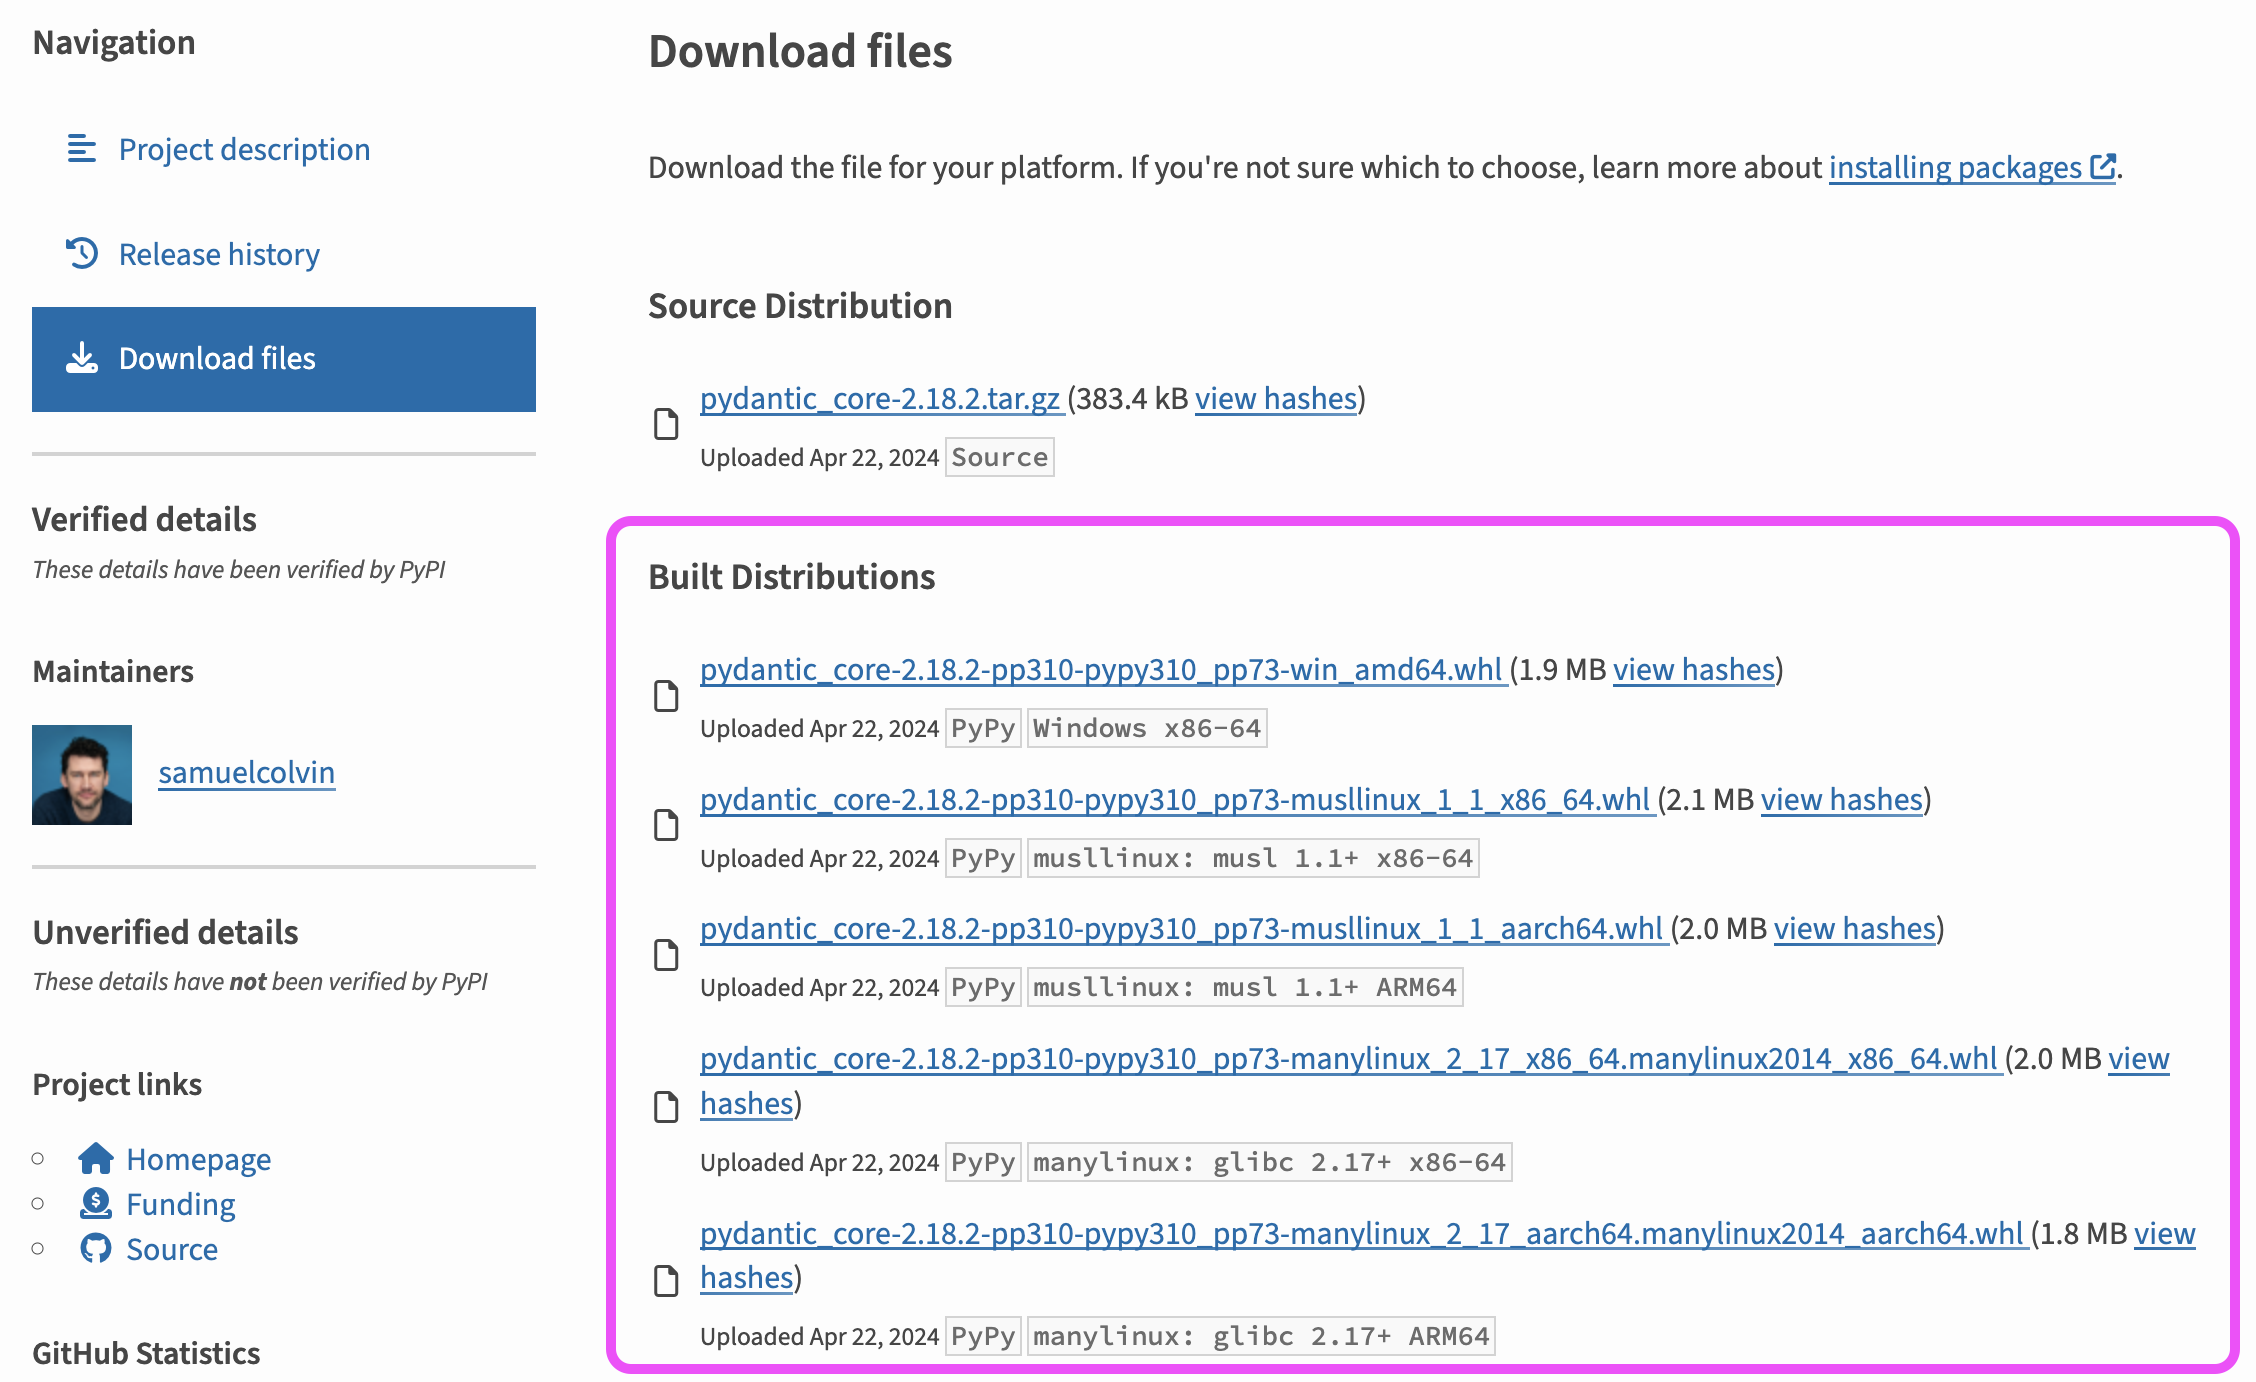 Navigation
Project description
Release history
Download files
Verified details
These details have been verified by PyPI
Maintainers
samuelcolvin
Unverified details
These details have not been verified by PyPI
Project links
Homepage
Funding
Source
GitHub Statistics
Download files
Download the file for your platform. If you're not sure which to choose, learn more about installing packages.
Source Distribution
pydantic_core-2.18.2.tar.gz (383.4 kB view hashes)
Uploaded Apr 22, 2024 Source
Built Distributions
pydantic_core-2.18.2-pp310-pypy310_pp73-win_amd64.whl (1.9 MB view hashes)
Uploaded Apr 22, 2024 PyPy Windows x86-64
pydantic_core-2.18.2-pp310-pypy310_pp73-musllinux_1_1_x86_64.whl (2.1 MB view hashes)
Uploaded Apr 22, 2024 PyPy musllinux: musl 1.1+ x86-64
pydantic_core-2.18.2-pp310-pypy310_pp73-musllinux_1_1_aarch64.whl (2.0 MB view hashes)
Uploaded Apr 22, 2024 PyPy musllinux: musl 1.1+ ARM64
pydantic_core-2.18.2-pp310-pypy310_pp73-manylinux_2_17_x86_64.manylinux2014_x86_64.whl (2.0 MB view
hashes)
Uploaded Apr 22, 2024 PyPy manylinux: glibc 2.17+ x86-64
pydantic_core-2.18.2-pp310-pypy310_pp73-manylinux_2_17_aarch64.manylinux2014_aarch64.whl (1.8 MB view
hashes)
Uploaded Apr 22, 2024 PyPy manylinux: glibc 2.17+ ARM64